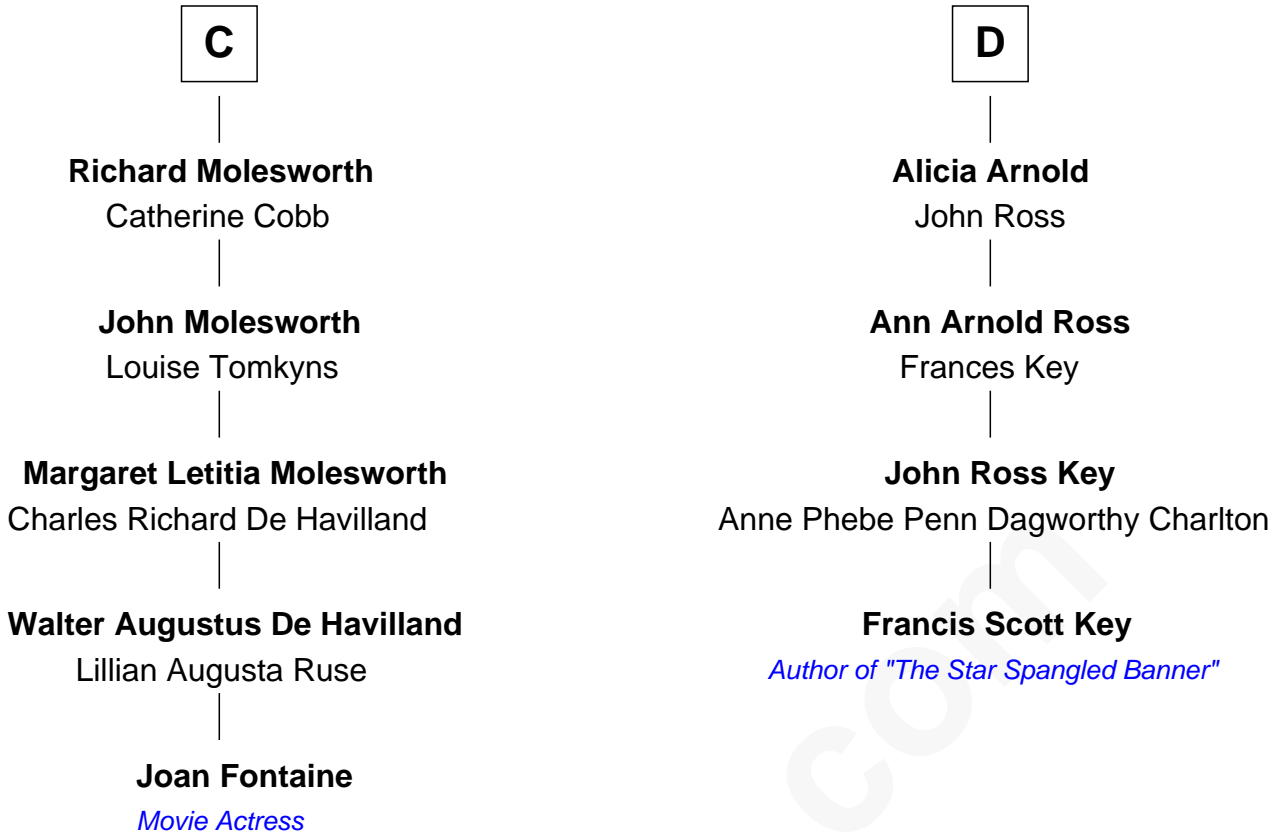 C
Richard Molesworth
Catherine Cobb
John Molesworth
Louise Tomkyns
Margaret Letitia Molesworth
Charles Richard De Havilland
Walter Augustus De Havilland
Lillian Augusta Ruse
Joan Fontaine
Movie Actress
D
Alicia Arnold
John Ross
Ann Arnold Ross
Frances Key
John Ross Key
Anne Phebe Penn Dagworthy Charlton
Francis Scott Key
Author of "The Star Spangled Banner"
com